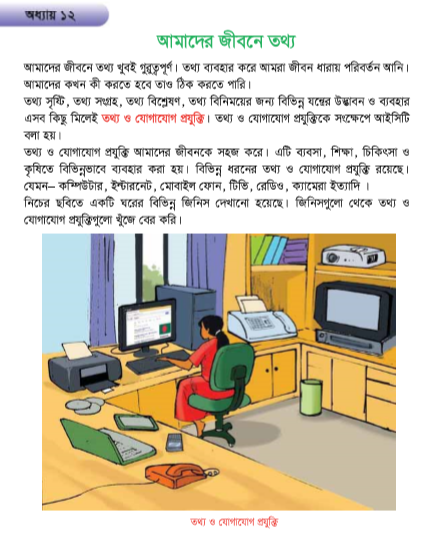 অধ্যায় ১২
আমাদের জীবনে তথ্য
আমাদের জীবনে তথ্য খুবই গুরুত্বপূর্ণ। তথ্য ব্যবহার করে আমরা জীবন ধারায় পরিবর্তন আনি।
আমাদের কখন কী করতে হবে তাও ঠিক করতে পারি।
তথ্য সৃষ্টি, তথ্য সংগ্রহ, তথ্য বিশ্লেষণ, তথ্য বিনিময়ের জন্য বিভিন্ন যন্ত্রের উদ্ভাবন ও ব্যবহার
এসব কিছু মিলেই তথ্য ও যোগাযোগ প্রযুক্তি। তথ্য ও যোগাযোগ প্রযুক্তিকে সংক্ষেপে আইসিটি
বলা হয়।
তথ্য ও যোগাযোগ প্রযুক্তি আমাদের জীবনকে সহজ করে। এটি ব্যবসা, শিক্ষা, চিকিৎসা ও
কৃষিতে বিভিন্নভাবে ব্যবহার করা হয়। বিভিন্ন ধরনের তথ্য ও যোগাযোগ প্রযুক্তি রয়েছে।
যেমন– কম্পিউটার, ইন্টারনেট, মোবাইল ফোন, টিভি, রেডিও, ক্যামেরা ইত্যাদি ।
নিচের ছবিতে একটি ঘরের বিভিন্ন জিনিস দেখানো হয়েছে। জিনিসগুলো থেকে তথ্য ও
যোগাযোগ প্রযুক্তিগুলো খুঁজে বের করি।
তথ্য ও যোগাযোগ প্রযুক্তি